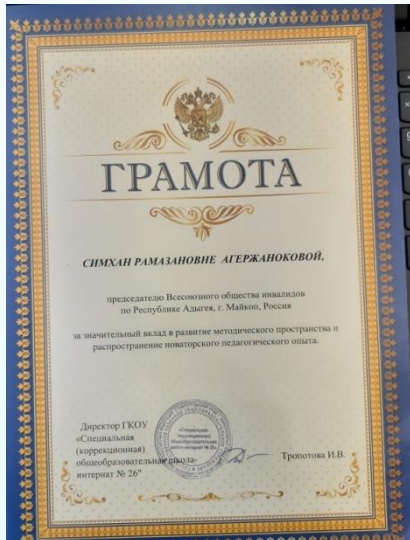 ГРАМОТА
СИМХАН РАМАЗАНОВНЕ АГЕРЖАНОКОВОЙ,
председателю Всесоюзного общества инвалидов
по Республике Адыгея, г. Майкоп, Россия
за значительный вклад в развитие методического пространства и
распространение новаторского педагогического опыта.
Директор ГКОУ
«Специальная
(коррекционная)
общеобразовательная школа-
интернат № 26"
Тропотова И.В.